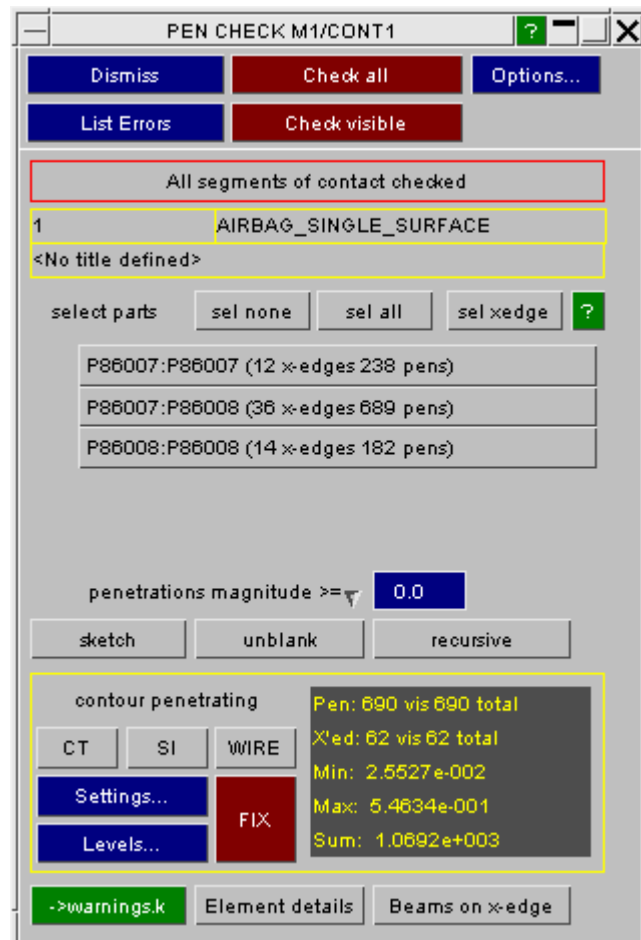 PEN CHECK M1/CONT1 ?
Dismiss Check all Options...
List Errors Check visible
All segments of contact checked
1 AIRBAG_SINGLE_SURFACE
<No title defined>
select parts sel none sel all sel xedge ?
P86007:P86007 (12 x-edges 238 pens)
P86007:P86008 (36 x-edges 689 pens)
P86008:P86008 (14 x-edges 182 pens)
penetrations magnitude >= 0.0
sketch unblank recursive
contour penetrating
CT SI WIRE
Settings...
Levels...
FIX
Pen: 690 vis 690 total
X'ed: 62 vis 62 total
Min: 2.5527e-002
Max: 5.4634e-001
Sum: 1.0692e+003
->warnings.k Element details Beams on x-edge